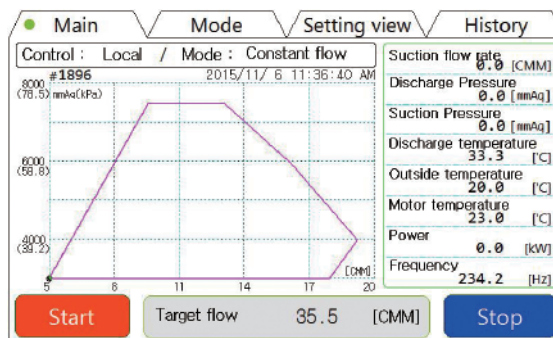 Main Mode Setting view History
Control : Local / Mode : Constant flow
#1896 2015/11/ 6 11:36:40 AM
8000
(78.5) mmAq(kPa)
6000
(58.8)
4000
(39.2)
[CMM]
5 8 11 14 17 20
Suction flow rate
0.0 [CMM]
Discharge Pressure
0.0 [mmAq]
Suction Pressure
0.0 [mmAq]
Discharge temperature
33.3 [℃]
Outside temperature
20.0 [℃]
Motor temperature
23.0 [℃]
Power
0.0 [kW]
Frequency
234.2 [Hz]
Start Target flow 35.5 [CMM] Stop